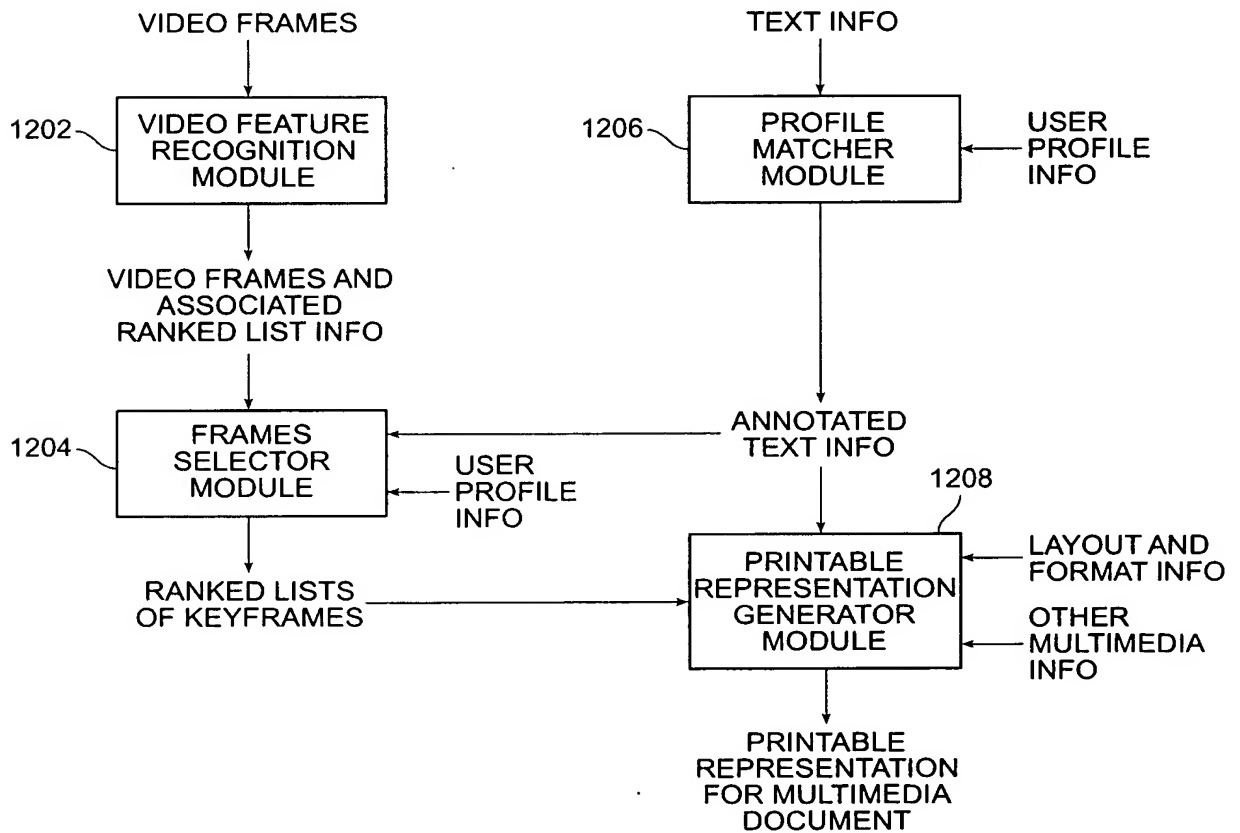 VIDEO FRAMES
TEXT INFO
1202
VIDEO FEATURE
RECOGNITION
MODULE
1206
PROFILE
MATCHER
MODULE
USER
PROFILE
INFO
VIDEO FRAMES AND
ASSOCIATED
RANKED LIST INFO
1204
FRAMES
SELECTOR
MODULE
USER
PROFILE
INFO
ANNOTATED
TEXT INFO
1208
RANKED LISTS
OF KEYFRAMES
PRINTABLE
REPRESENTATION
GENERATOR
MODULE
LAYOUT AND
FORMAT INFO
OTHER
MULTIMEDIA
INFO
PRINTABLE
REPRESENTATION
FOR MULTIMEDIA
DOCUMENT